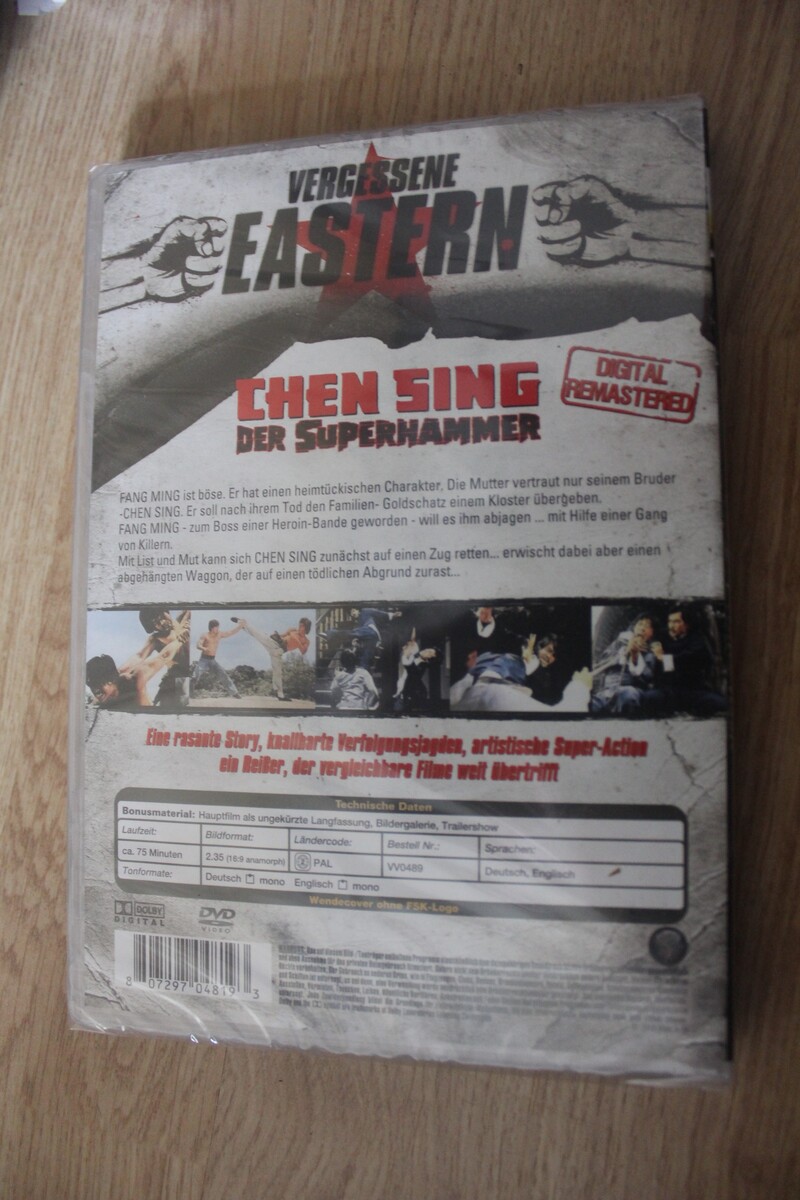 VERGESSENE
EASTERN
CHEN SING
DER SUPERHAMMER
DIGITAL
REMASTERED
FANG MING ist böse. Er hat einen heimtückischen Charakter. Die Mutter vertraut nur seinem Bruder
-CHEN SING. Er soll nach ihrem Tod den Familien- Goldschatz einem Kloster übergeben.
FANG MING - zum Boss einer Heroin-Bande geworden - will es ihm abjagen ... mit Hilfe einer Gang
von Killern.
Mit List und Mut kann sich CHEN SING zunächst auf einen Zug retten... erwischt dabei aber einen
abgehängten Waggon, der auf einen tödlichen Abgrund zurast...
Eine rasante Story, knallharte Verfolgungsjagden, artistische Super-Action
ein Reißer, der vergleichbare Filme weit übertrifft
Technische Daten
Bonusmaterial: Hauptfilm als ungekürzte Langfassung, Bildergalerie, Trailershow
Laufzeit: Bildformat: Ländercode: Bestell Nr.: Sprachen:
ca. 75 Minuten 2.35 (16:9 anamorph) 2 PAL VV0489 Deutsch, Englisch
Tonformate: Deutsch mono Englisch mono
Wendecover ohne FSK-Logo
DOLBY
DIGITAL
DVD
VIDEO
8 07297 04819 3